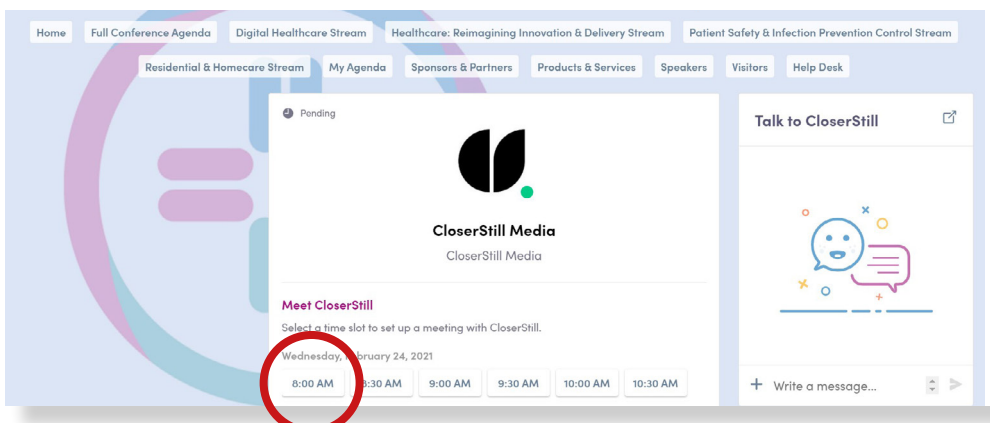 Home Full Conference Agenda Digital Healthcare Stream Healthcare: Reimagining Innovation & Delivery Stream Patient Safety & Infection Prevention Control Stream
Residential & Homecare Stream My Agenda Sponsors & Partners Products & Services Speakers Visitors Help Desk
Pending
CloserStill Media
CloserStill Media
Meet CloserStill
Select a time slot to set up a meeting with CloserStill.
Wednesday, February 24, 2021
8:00 AM 8:30 AM 9:00 AM 9:30 AM 10:00 AM 10:30 AM
Talk to CloserStill
Write a message...